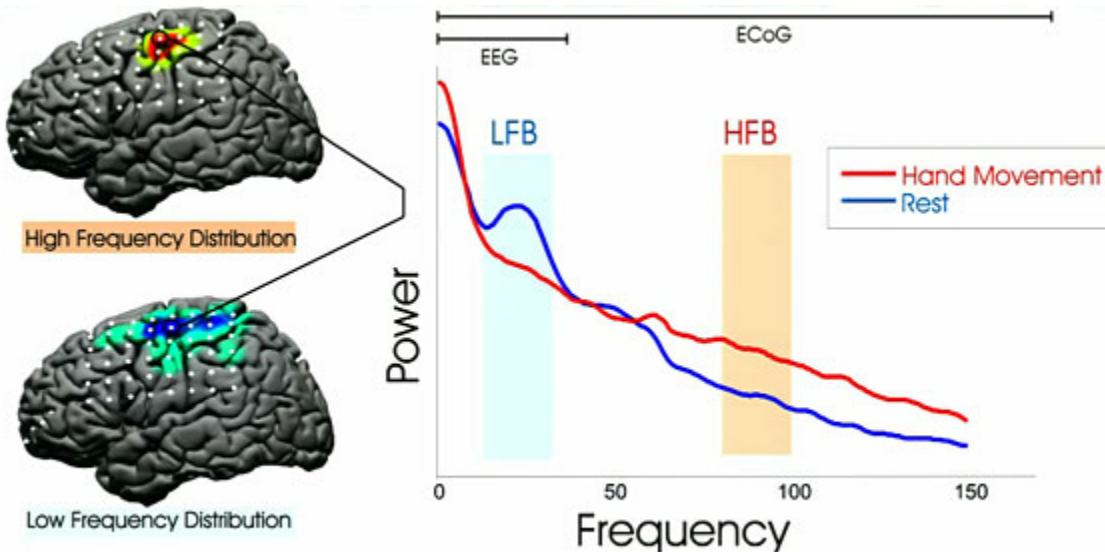 ECoG
EEG
LFB
HFB
Hand Movement
Rest
High Frequency Distribution
Power
0
50
100
150
Low Frequency Distribution
Frequency